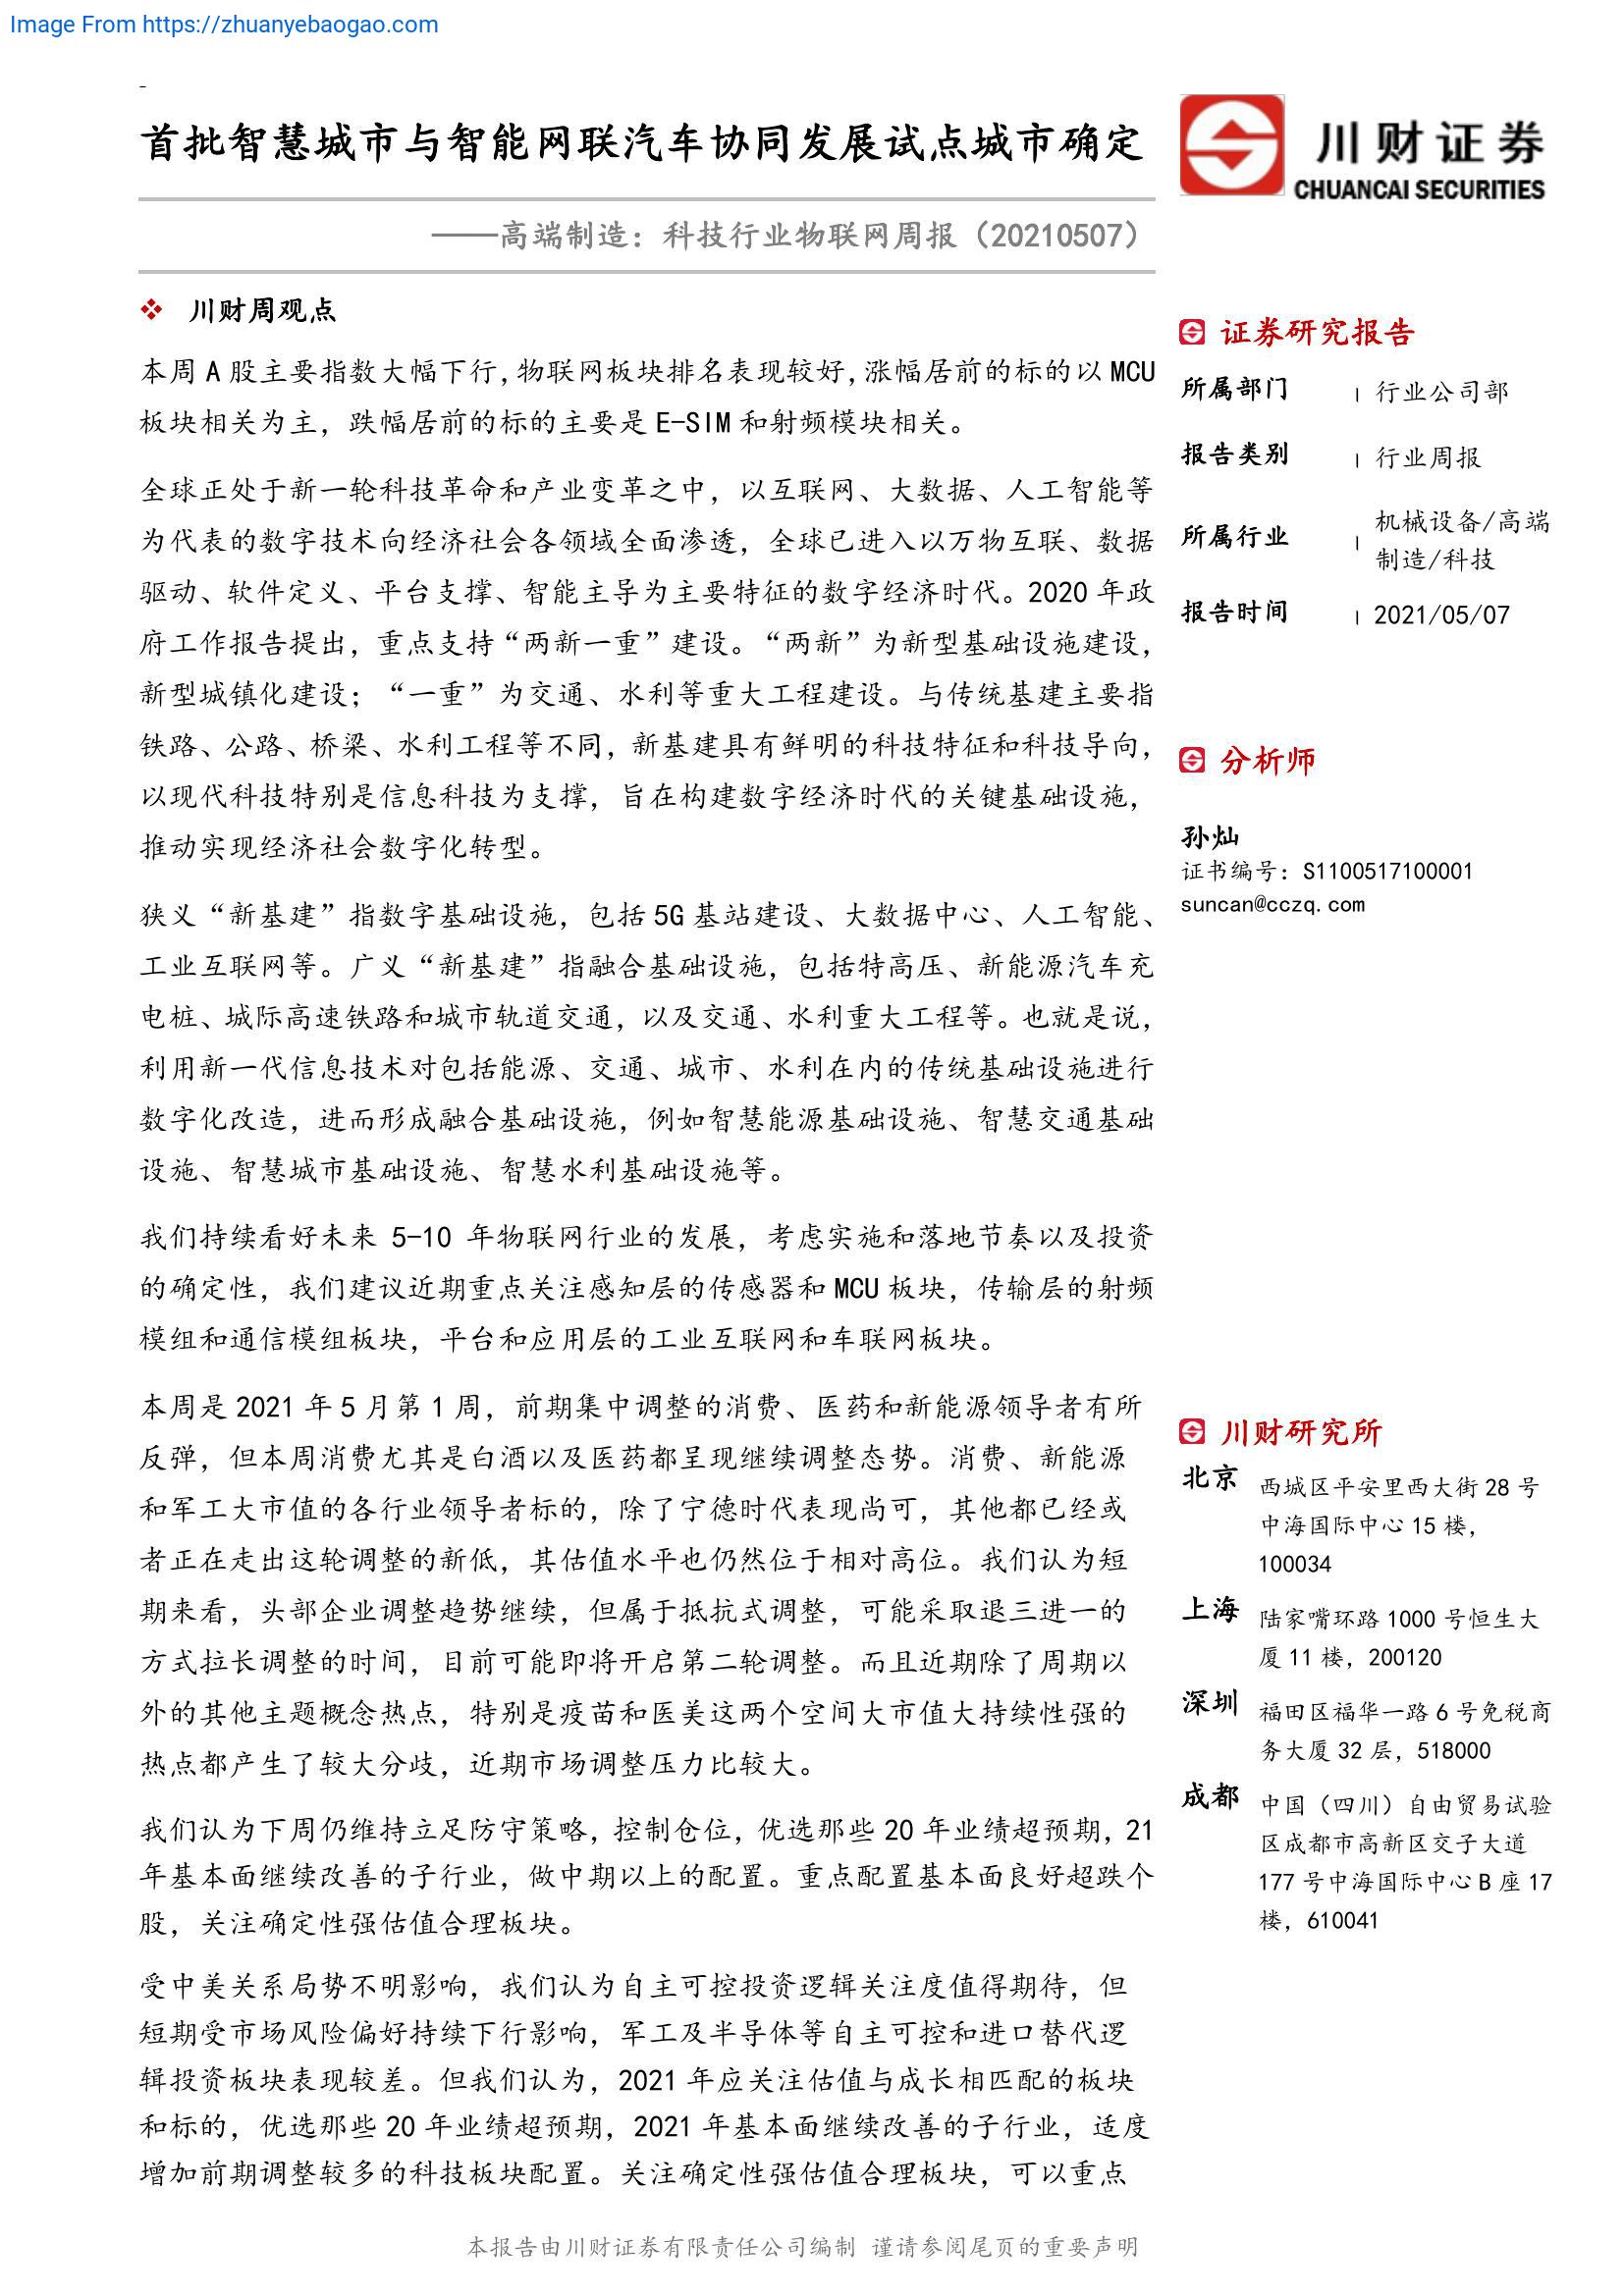 Image From https://zhuanyebaogao.com
-
首批智慧城市与智能网联汽车协同发展试点城市确定
川财证券
CHUANCAI SECURITIES
——高端制造：科技行业物联网周报（20210507）
❖ 川财周观点
本周 A 股主要指数大幅下行，物联网板块排名表现较好，涨幅居前的标的以 MCU
板块相关为主，跌幅居前的标的主要是 E-SIM 和射频模块相关。
全球正处于新一轮科技革命和产业变革之中，以互联网、大数据、人工智能等
为代表的数字技术向经济社会各领域全面渗透，全球已进入以万物互联、数据
驱动、软件定义、平台支撑、智能主导为主要特征的数字经济时代。2020 年政
府工作报告提出，重点支持“两新一重”建设。“两新”为新型基础设施建设，
新型城镇化建设；“一重”为交通、水利等重大工程建设。与传统基建主要指
铁路、公路、桥梁、水利工程等不同，新基建具有鲜明的科技特征和科技导向，
以现代科技特别是信息科技为支撑，旨在构建数字经济时代的关键基础设施，
推动实现经济社会数字化转型。
狭义“新基建”指数字基础设施，包括 5G 基站建设、大数据中心、人工智能、
工业互联网等。广义“新基建”指融合基础设施，包括特高压、新能源汽车充
电桩、城际高速铁路和城市轨道交通，以及交通、水利重大工程等。也就是说，
利用新一代信息技术对包括能源、交通、城市、水利在内的传统基础设施进行
数字化改造，进而形成融合基础设施，例如智慧能源基础设施、智慧交通基础
设施、智慧城市基础设施、智慧水利基础设施等。
我们持续看好未来 5-10 年物联网行业的发展，考虑实施和落地节奏以及投资
的确定性，我们建议近期重点关注感知层的传感器和 MCU 板块，传输层的射频
模组和通信模组板块，平台和应用层的工业互联网和车联网板块。
本周是 2021 年 5 月第 1 周，前期集中调整的消费、医药和新能源领导者有所
反弹，但本周消费尤其是白酒以及医药都呈现继续调整态势。消费、新能源
和军工大市值的各行业领导者标的，除了宁德时代表现尚可，其他都已经或
者正在走出这轮调整的新低，其估值水平也仍然位于相对高位。我们认为短
期来看，头部企业调整趋势继续，但属于抵抗式调整，可能采取退三进一的
方式拉长调整的时间，目前可能即将开启第二轮调整。而且近期除了周期以
外的其他主题概念热点，特别是疫苗和医美这两个空间大市值大持续性强的
热点都产生了较大分歧，近期市场调整压力比较大。
我们认为下周仍维持立足防守策略，控制仓位，优选那些 20 年业绩超预期，21
年基本面继续改善的子行业，做中期以上的配置。重点配置基本面良好超跌个
股，关注确定性强估值合理板块。
受中美关系局势不明影响，我们认为自主可控投资逻辑关注度值得期待，但
短期受市场风险偏好持续下行影响，军工及半导体等自主可控和进口替代逻
辑投资板块表现较差。但我们认为，2021 年应关注估值与成长相匹配的板块
和标的，优选那些 20 年业绩超预期，2021 年基本面继续改善的子行业，适度
增加前期调整较多的科技板块配置。关注确定性强估值合理板块，可以重点
证券研究报告
所属部门 | 行业公司部
报告类别 | 行业周报
所属行业 | 机械设备/高端
制造/科技
报告时间 | 2021/05/07
分析师
孙灿
证书编号：S1100517100001
suncan@cczq.com
川财研究所
北京 西城区平安里西大街 28 号
中海国际中心 15 楼，
100034
上海 陆家嘴环路 1000 号恒生大
厦 11 楼，200120
深圳 福田区福华一路 6 号免税商
务大厦 32 层，518000
成都 中国（四川）自由贸易试验
区成都市高新区交子大道
177 号中海国际中心 B 座 17
楼，610041
本报告由川财证券有限责任公司编制 谨请参阅尾页的重要声明